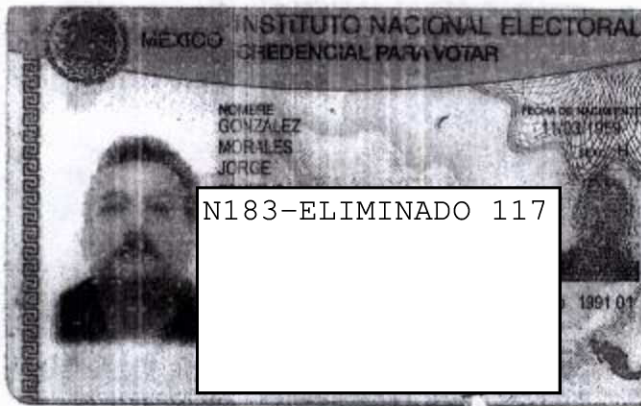 MÉXICO
INSTITUTO NACIONAL ELECTORAL
CREDENCIAL PARA VOTAR
NOMBRE
GONZALEZ
MORALES
JORGE
FECHA DE NACIMIENTO
11/03/1959
H
N183-ELIMINADO 117
1991 01